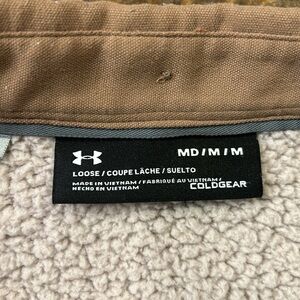 MD / M / M
LOOSE / COUPE LÂCHE / SUELTO
MADE IN VIETNAM / FABRIQUÉ AU VIETNAM /
HECHO EN VIETNAM
COLDGEAR